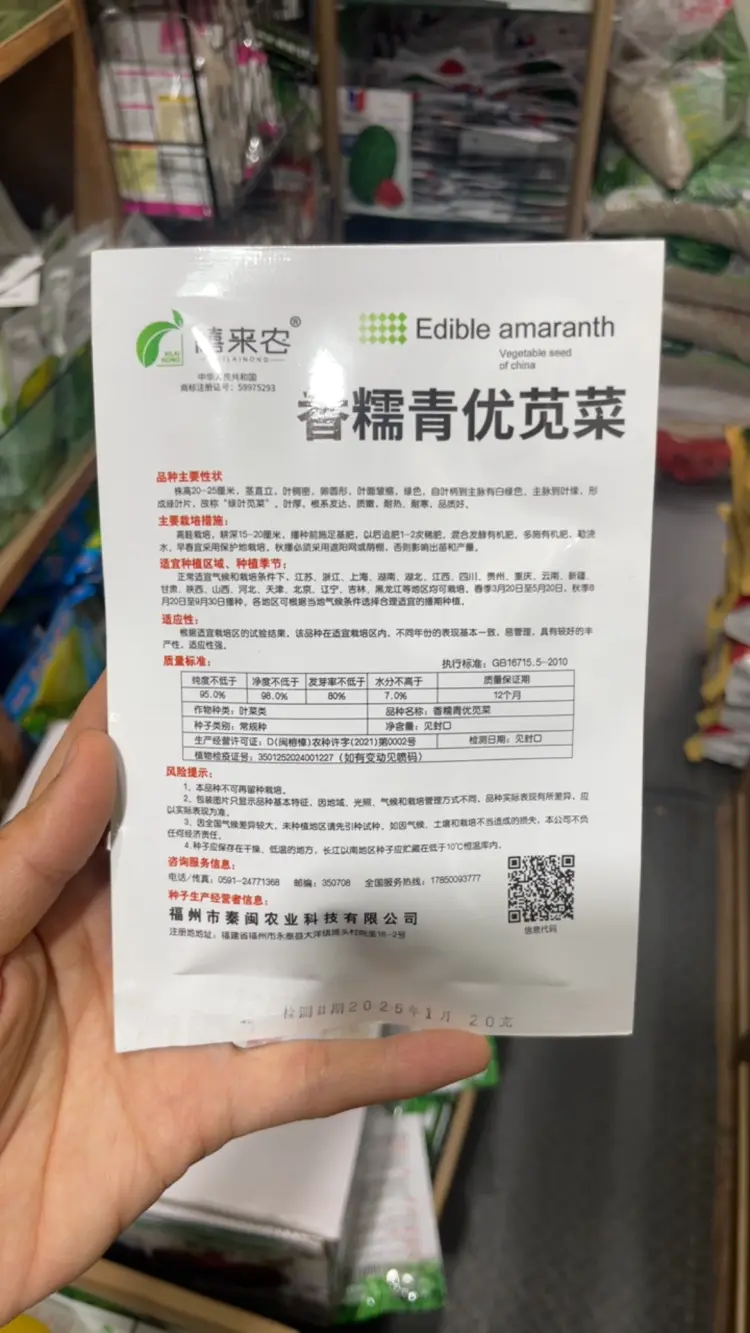 禧来农®
XILAI NONG
XILAINONG
中华人民共和国
商标注册证号：59975293
Edible amaranth
Vegetable seed
of china
香糯青优苋菜
品种主要性状
株高20-25厘米，茎直立，叶稠密，卵圆形，叶面皱缩，绿色，自叶柄到主脉有白绿色，主脉到叶缘，形
成绿叶片，故称“绿叶苋菜”，叶厚，根系发达，质嫩，耐热，耐寒，品质好。
主要栽培措施：
高畦栽培，耕深15-20厘米，播种前施足基肥，以后追肥1-2次稀肥，混合发酵有机肥，多施有机肥，勤浇
水，早春宜采用保护地栽培，秋播必须采用遮阳网或荫棚，否则影响出苗和产量。
适宜种植区域、种植季节：
正常适宜气候和栽培条件下，江苏、浙江、上海、湖南、湖北、江西、四川、贵州、重庆、云南、新疆、
甘肃、陕西、山西、河北、天津、北京、辽宁、吉林、黑龙江等地区均可栽培，春季3月20日至5月20日，秋季8
月20日至9月30日播种，各地区可根据当地气候条件选择合理适宜的播期种植。
适应性：
根据适宜栽培区的试验结果，该品种在适宜栽培区内，不同年份的表现基本一致，易管理，具有较好的丰
产性，适应性强。
质量标准： 执行标准：GB16715.5-2010
纯度不低于 净度不低于 发芽率不低于 水分不高于 质量保证期
95.0% 98.0% 80% 7.0% 12个月
作物种类：叶菜类 品种名称：香糯青优苋菜
种子类别：常规种 净含量：见封口
生产经营许可证：D(闽榕樟)农种许字(2021)第0002号 检测日期：见封口
植物检疫证号：3501252024001227（如有变动见喷码）
风险提示：
1、本品种不可再留种栽培。
2、包装图片只显示品种基本特征，因地域、光照、气候和栽培管理方式不同，品种实际表现有所差异，应
以实际表现为准。
3、因全国气候差异较大，未种植地区请先引种试种，如因气候、土壤和栽培不当造成的损失，本公司不负
任何经济责任。
4.种子应保存在干燥、低温的地方，长江以南地区种子应贮藏在低于10℃恒温库内。
咨询服务信息：
电话/传真：0591-24771368 邮编：350708 全国服务热线：17850093777
种子生产经营者信息：
福州市秦闽农业科技有限公司
注册地地址：福建省福州市永泰县大洋镇 16-2号
信息代码
检测日期2025年1月 20克